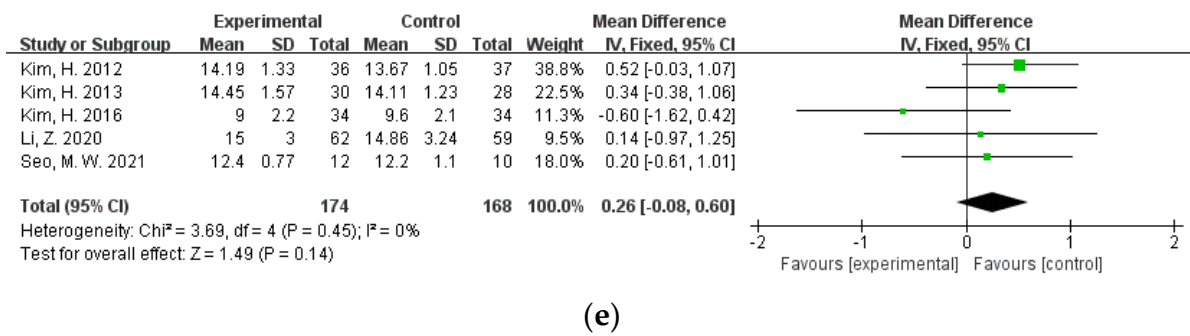 Experimental Control Mean Difference Mean Difference
Study or Subgroup Mean SD Total Mean SD Total Weight IV, Fixed, 95% CI IV, Fixed, 95% CI
Kim, H. 2012 14.19 1.33 36 13.67 1.05 37 38.8% 0.52 [-0.03, 1.07]
Kim, H. 2013 14.45 1.57 30 14.11 1.23 28 22.5% 0.34 [-0.38, 1.06]
Kim, H. 2016 9 2.2 34 9.6 2.1 34 11.3% -0.60 [-1.62, 0.42]
Li, Z. 2020 15 3 62 14.86 3.24 59 9.5% 0.14 [-0.97, 1.25]
Seo, M. W. 2021 12.4 0.77 12 12.2 1.1 10 18.0% 0.20 [-0.61, 1.01]
Total (95% CI) 174 168 100.0% 0.26 [-0.08, 0.60]
Heterogeneity: Chi² = 3.69, df = 4 (P = 0.45); I² = 0%
Test for overall effect: Z = 1.49 (P = 0.14)
-2 -1 0 1 2
Favours [experimental] Favours [control]
(e)